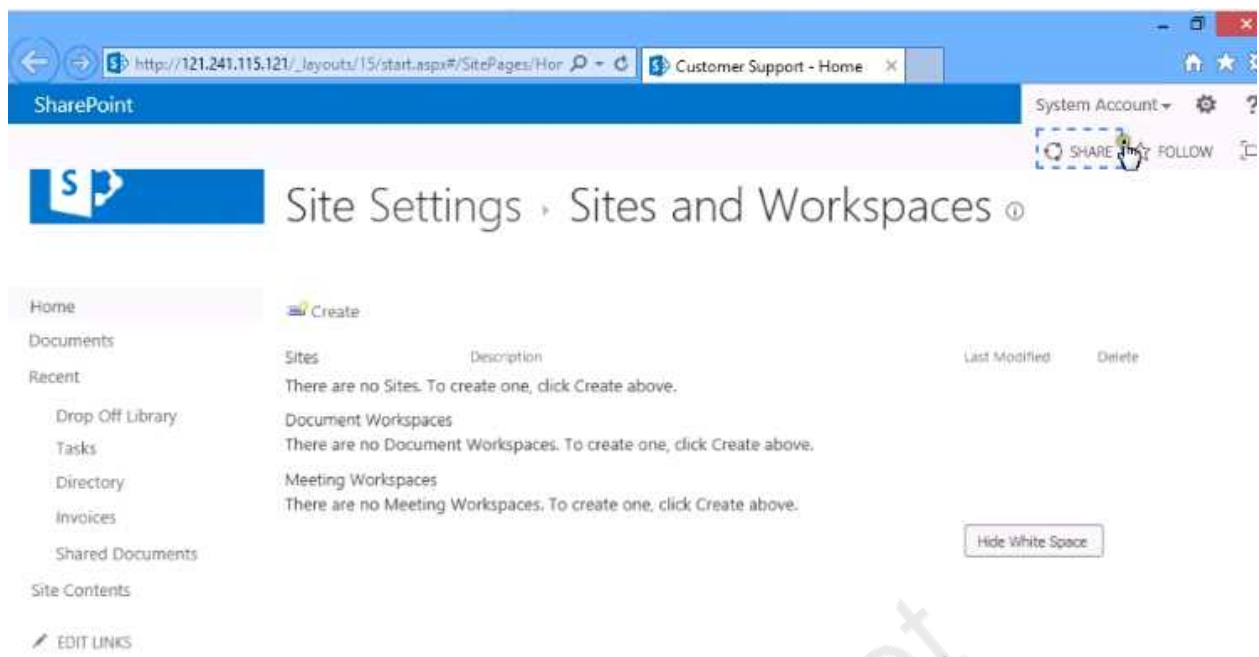 http://121.241.115.121/_layouts/15/start.aspx#/SitePages/Hor
Customer Support - Home
SharePoint
System Account
?
SHARE
FOLLOW
S
Site Settings › Sites and Workspaces
Home
Create
Documents
Sites Description Last Modified Delete
Recent
There are no Sites. To create one, click Create above.
Drop Off Library
Document Workspaces
Tasks
There are no Document Workspaces. To create one, click Create above.
Directory
Meeting Workspaces
There are no Meeting Workspaces. To create one, click Create above.
Invoices
Hide White Space
Shared Documents
Site Contents
EDIT LINKS